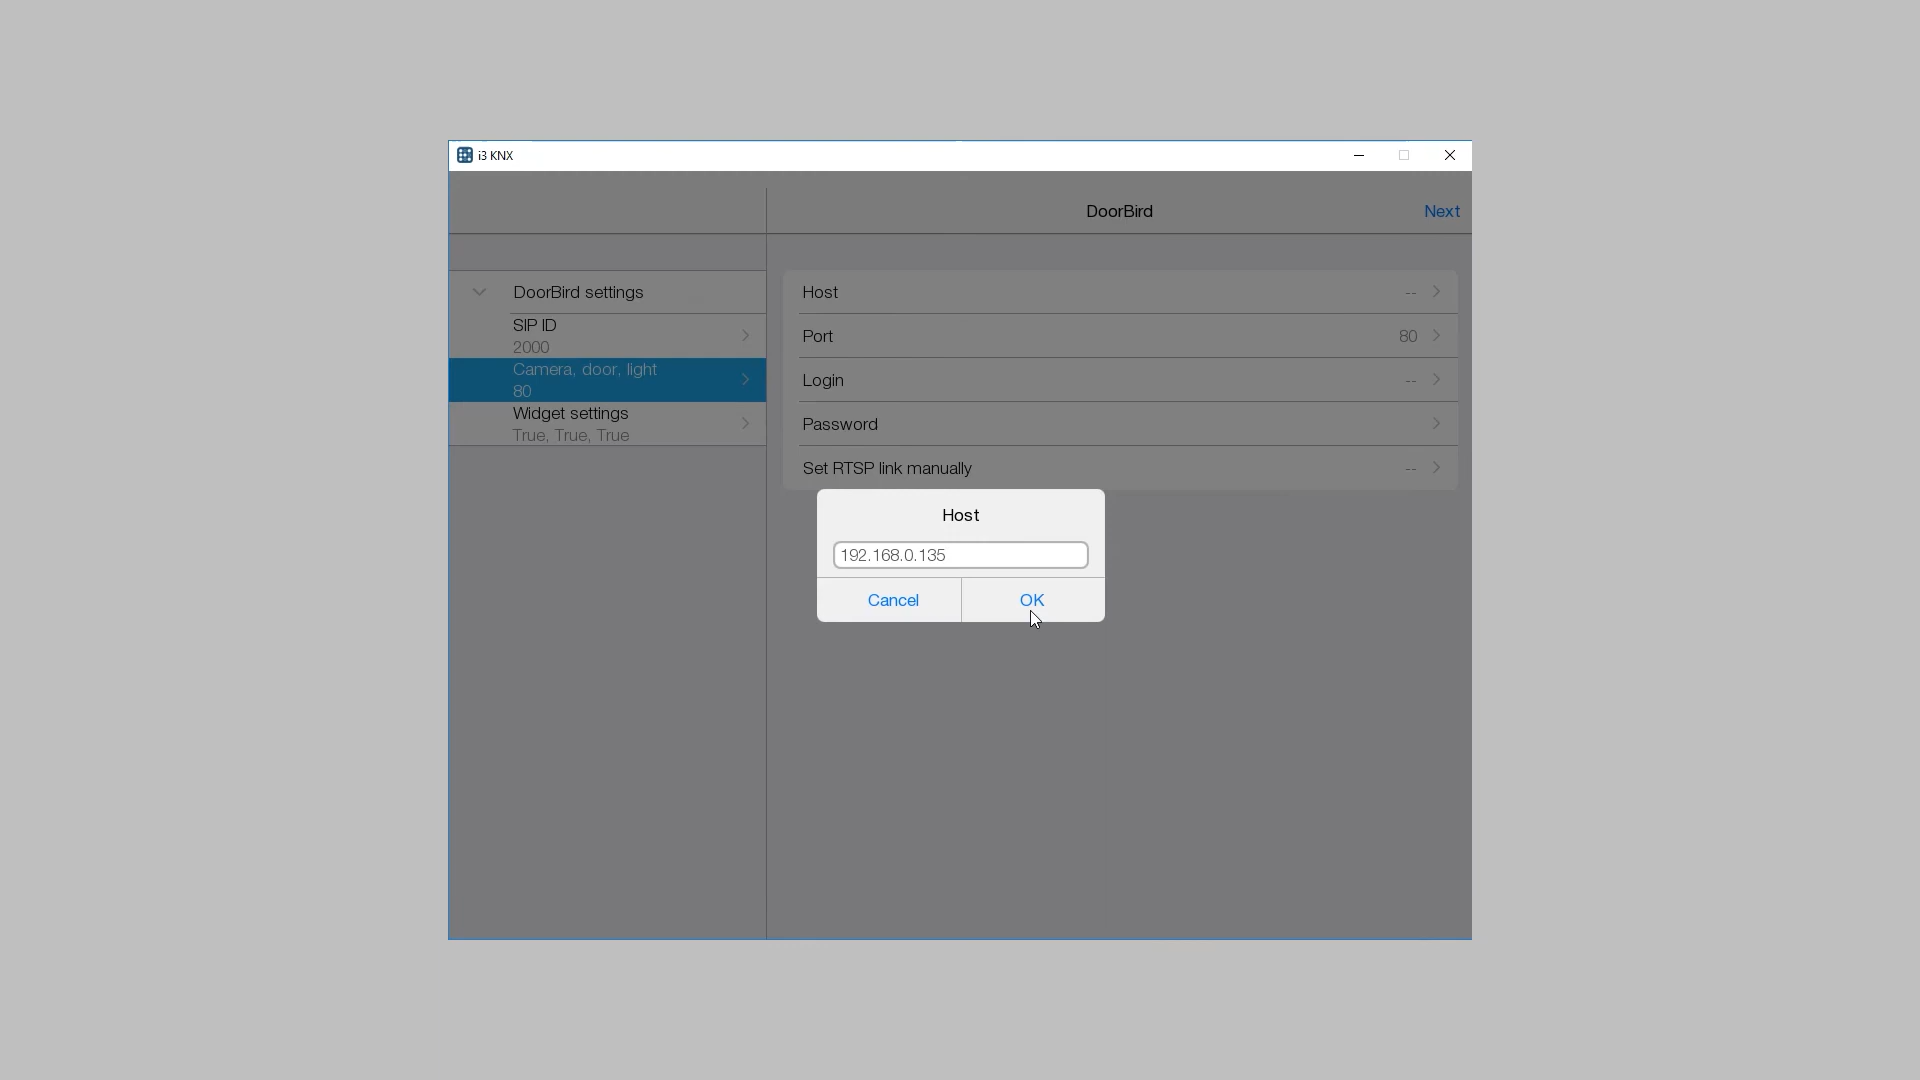 i3 KNX
DoorBird
Next
DoorBird settings
SIP ID
2000
Camera, door, light
80
Widget settings
True, True, True
Host --
Port 80
Login --
Password
Set RTSP link manually --
Host
192.168.0.135
Cancel OK